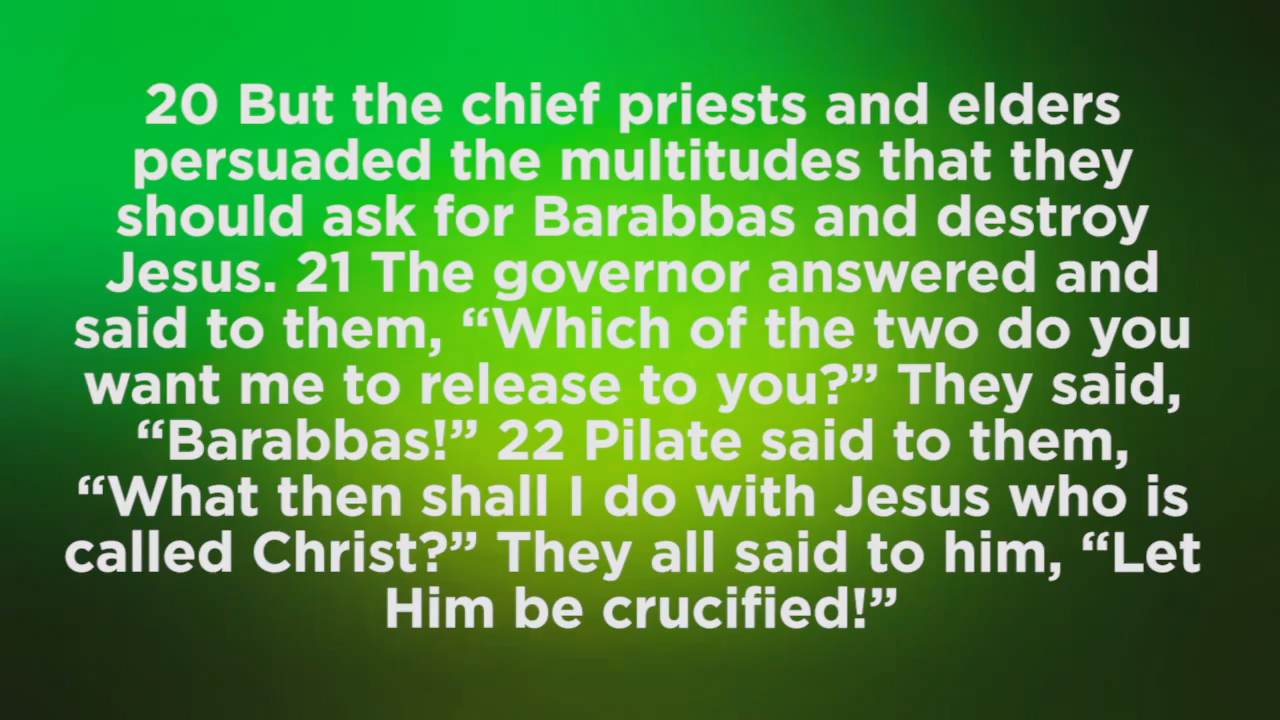 20 But the chief priests and elders
persuaded the multitudes that they
should ask for Barabbas and destroy
Jesus. 21 The governor answered and
said to them, “Which of the two do you
want me to release to you?” They said,
“Barabbas!” 22 Pilate said to them,
“What then shall I do with Jesus who is
called Christ?” They all said to him, “Let
Him be crucified!”